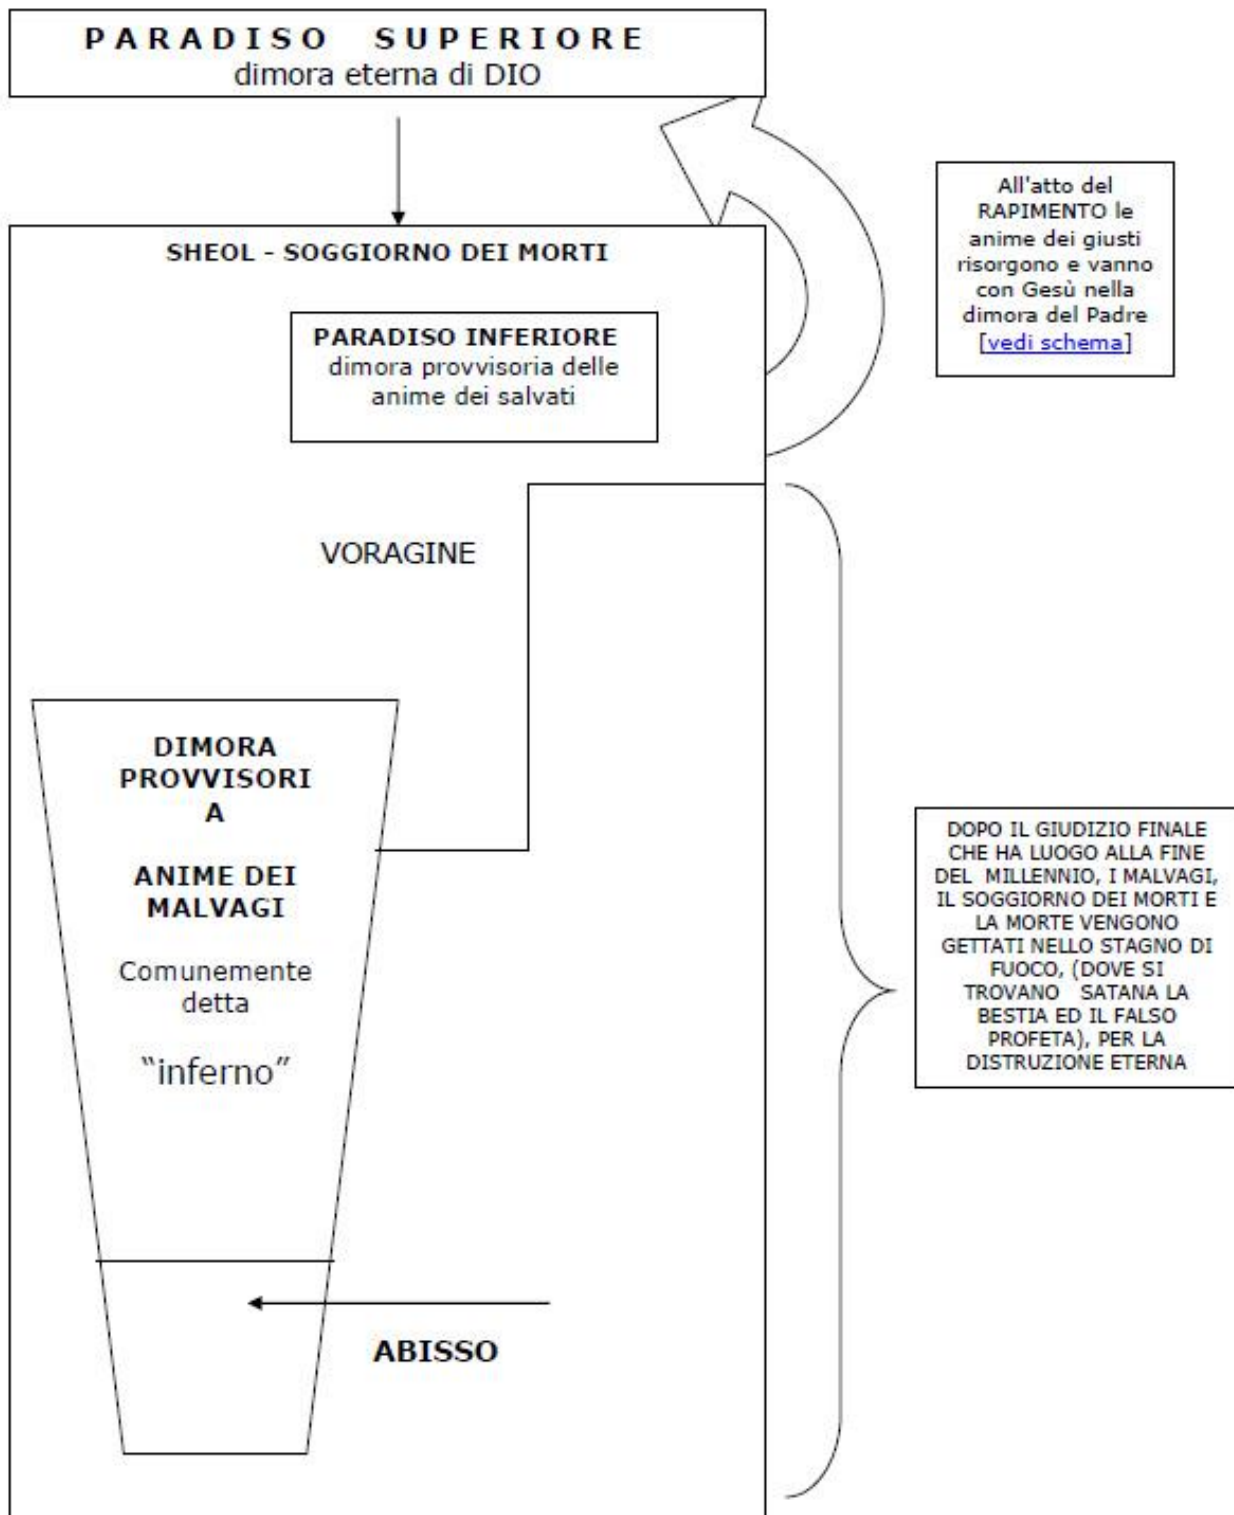 PARADISO SUPERIORE
dimora eterna di DIO
All'atto del
RAPIMENTO le
anime dei giusti
risorgono e vanno
con Gesù nella
dimora del Padre
[vedi schema]
SHEOL - SOGGIORNO DEI MORTI
PARADISO INFERIORE
dimora provvisoria delle
anime dei salvati
VORAGINE
DIMORA
PROVVISORI
A
ANIME DEI
MALVAGI
Comunemente
detta
“inferno”
DOPO IL GIUDIZIO FINALE
CHE HA LUOGO ALLA FINE
DEL MILLENNIO, I MALVAGI,
IL SOGGIORNO DEI MORTI E
LA MORTE VENGONO
GETTATI NELLO STAGNO DI
FUOCO, (DOVE SI
TROVANO SATANA LA
BESTIA ED IL FALSO
PROFETA), PER LA
DISTRUZIONE ETERNA
ABISSO